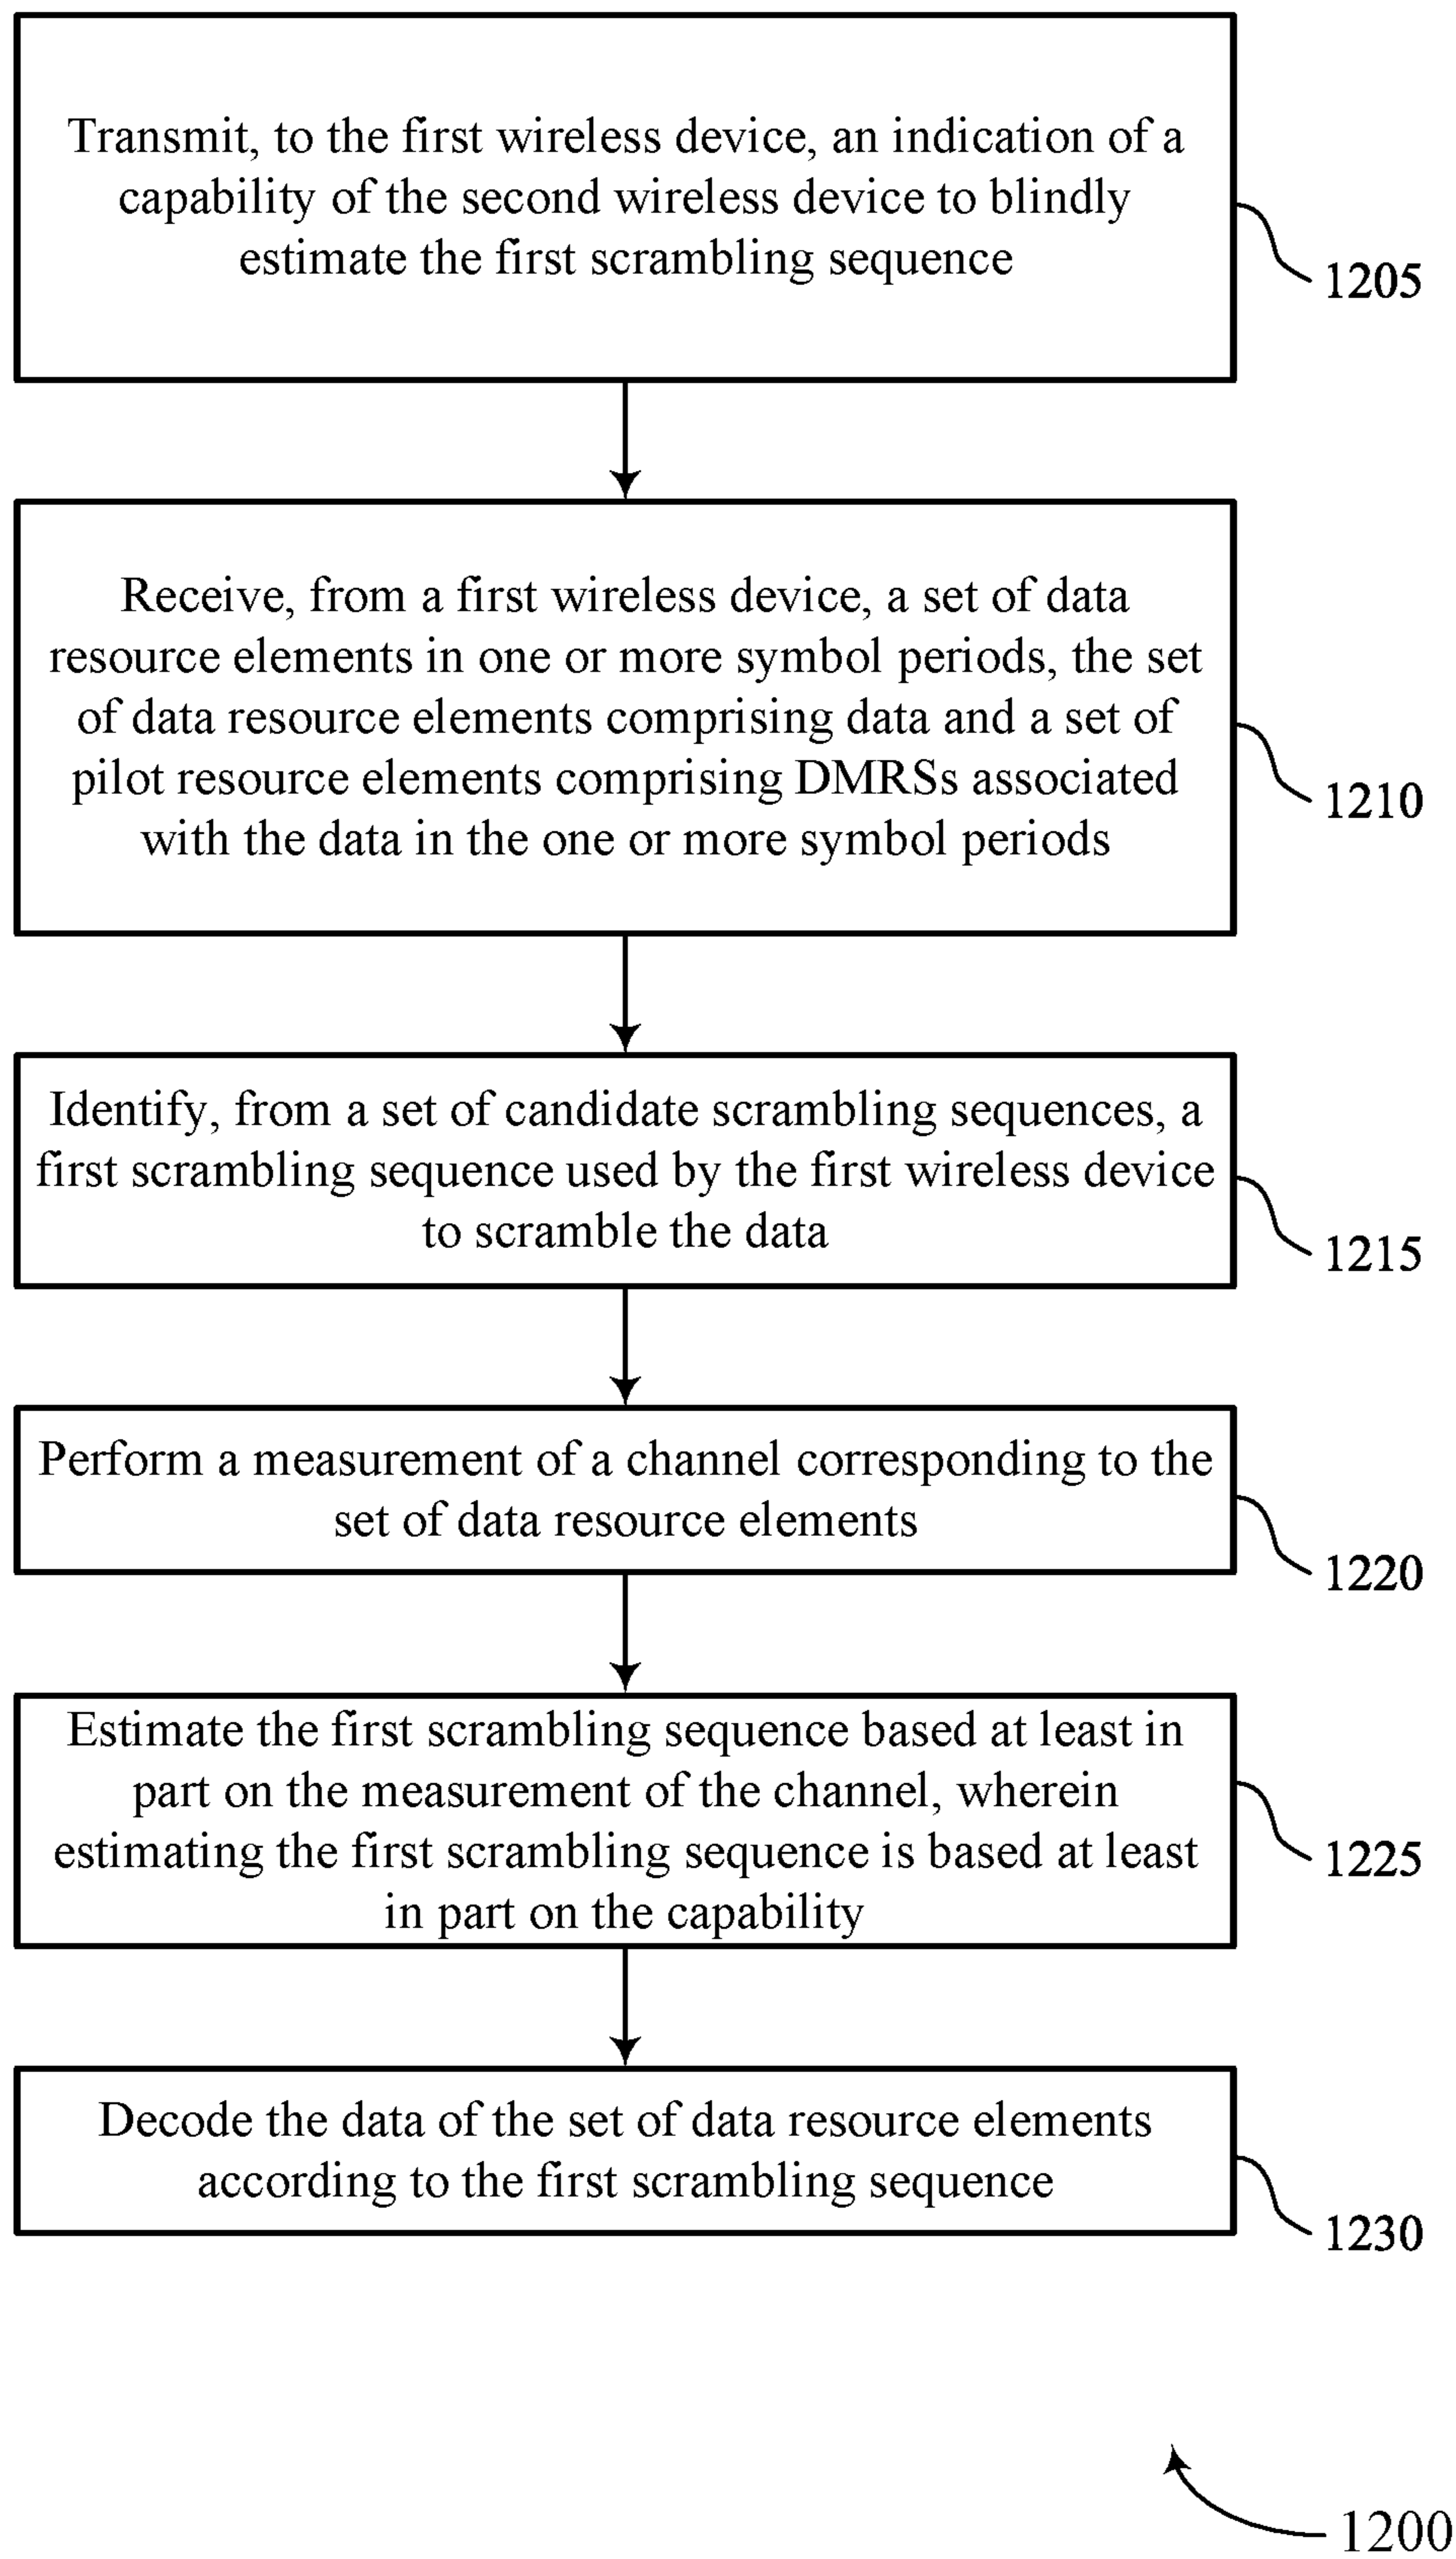 Transmit, to the first wireless device, an indication of a
capability of the second wireless device to blindly
estimate the first scrambling sequence
1205
Receive, from a first wireless device, a set of data
resource elements in one or more symbol periods, the set
of data resource elements comprising data and a set of
pilot resource elements comprising DMRSs associated
with the data in the one or more symbol periods
1210
Identify, from a set of candidate scrambling sequences, a
first scrambling sequence used by the first wireless device
to scramble the data
1215
Perform a measurement of a channel corresponding to the
set of data resource elements
1220
Estimate the first scrambling sequence based at least in
part on the measurement of the channel, wherein
estimating the first scrambling sequence is based at least
in part on the capability
1225
Decode the data of the set of data resource elements
according to the first scrambling sequence
1230
1200